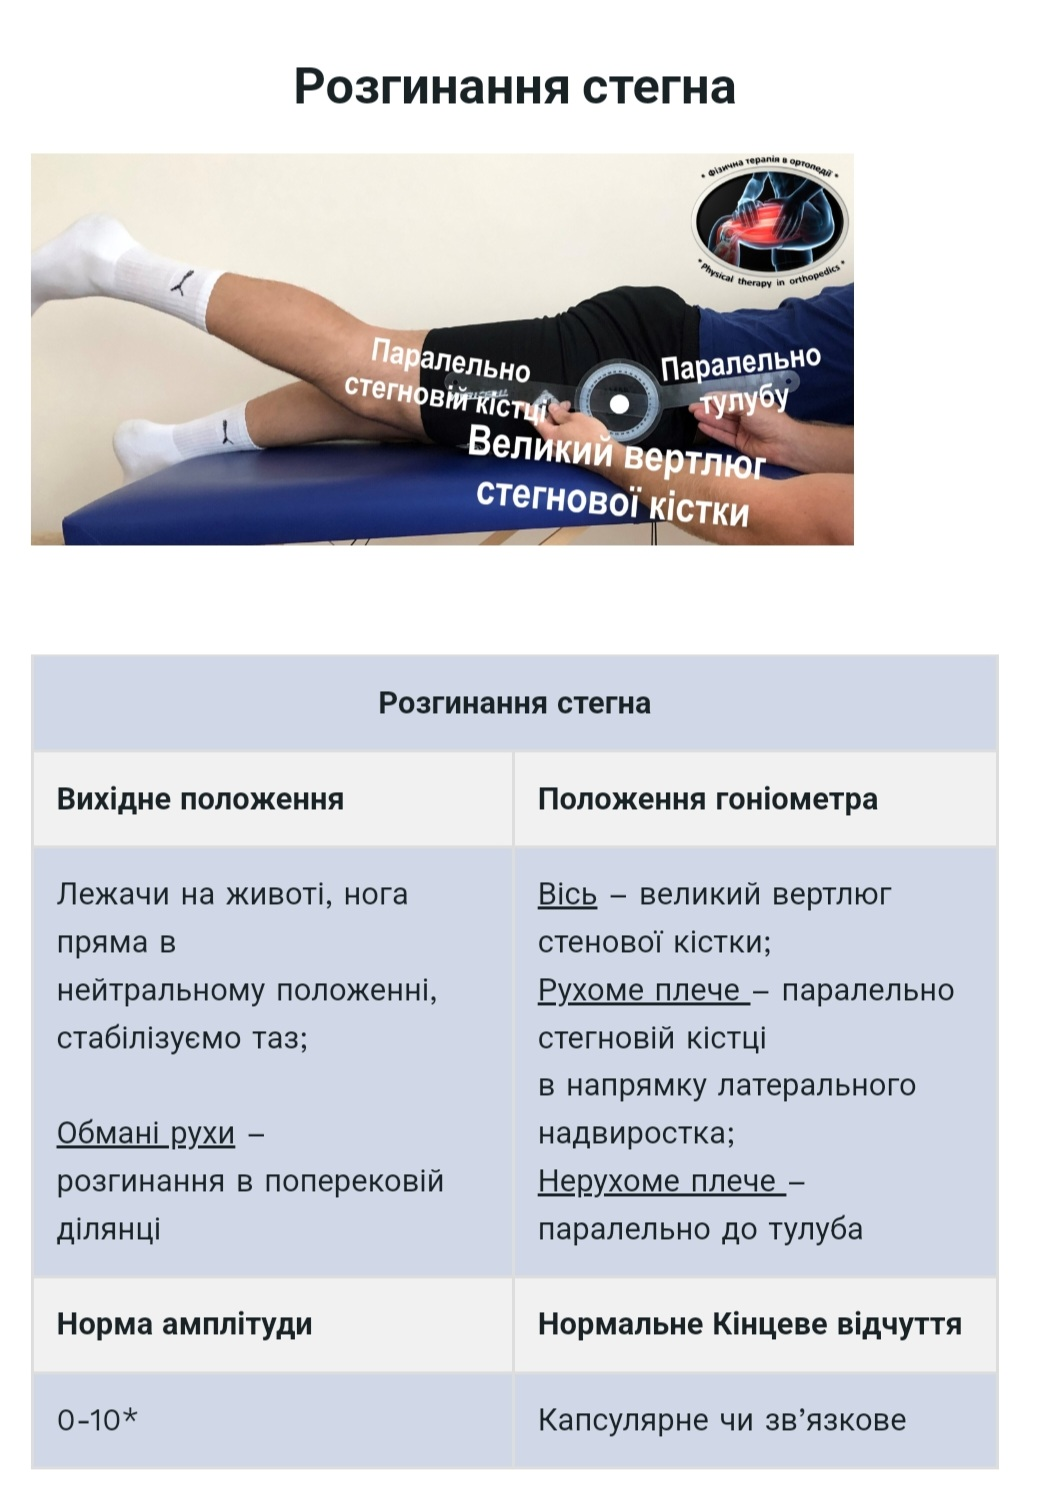 Розгинання стегна
* Фізична терапія в ортопедії *
* Physical therapy in orthopedics *
Паралельно
стегновій кістці
Паралельно
тулубу
Великий вертлюг
стегнової кістки
Розгинання стегна
Вихідне положення
Положення гоніометра
Лежачи на животі, нога
пряма в
нейтральному положенні,
стабілізуємо таз;
Обмані рухи –
розгинання в поперековій
ділянці
Вісь – великий вертлюг
стенової кістки;
Рухоме плече – паралельно
стегновій кістці
в напрямку латерального
надвиростка;
Нерухоме плече –
паралельно до тулуба
Норма амплітуди
Нормальне Кінцеве відчуття
0-10*
Капсулярне чи зв’язкове